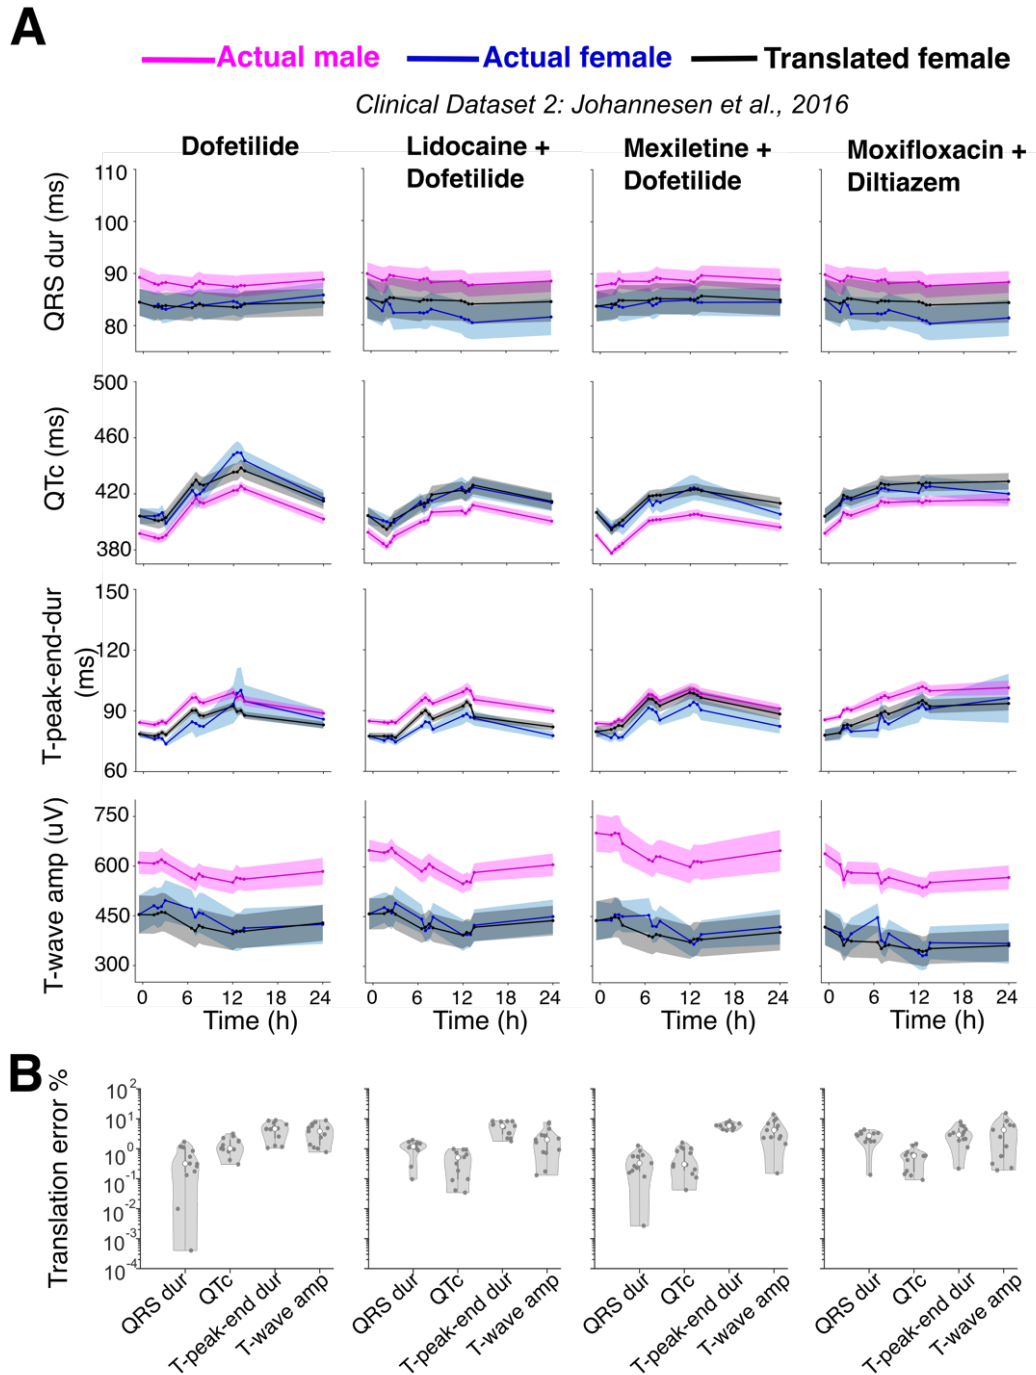 A
Actual male Actual female Translated female
Clinical Dataset 2: Johannesen et al., 2016
Dofetilide
Lidocaine +
Dofetilide
Mexiletine +
Dofetilide
Moxifloxacin +
Diltiazem
QRS dur (ms)
110
100
90
80
QTc (ms)
500
460
420
380
T-peak-end-dur
(ms)
150
120
90
60
T-wave amp (uV)
750
600
450
300
0 6 12 18 24
0 6 12 18 24
0 6 12 18 24
0 6 12 18 24
Time (h)
Time (h)
Time (h)
Time (h)
B
Translation error %
10^2
10^1
10^0
10^-1
10^-2
10^-3
10^-4
QRS dur
QTc
T-peak-end dur
T-wave amp
QRS dur
QTc
T-peak-end dur
T-wave amp
QRS dur
QTc
T-peak-end dur
T-wave amp
QRS dur
QTc
T-peak-end dur
T-wave amp